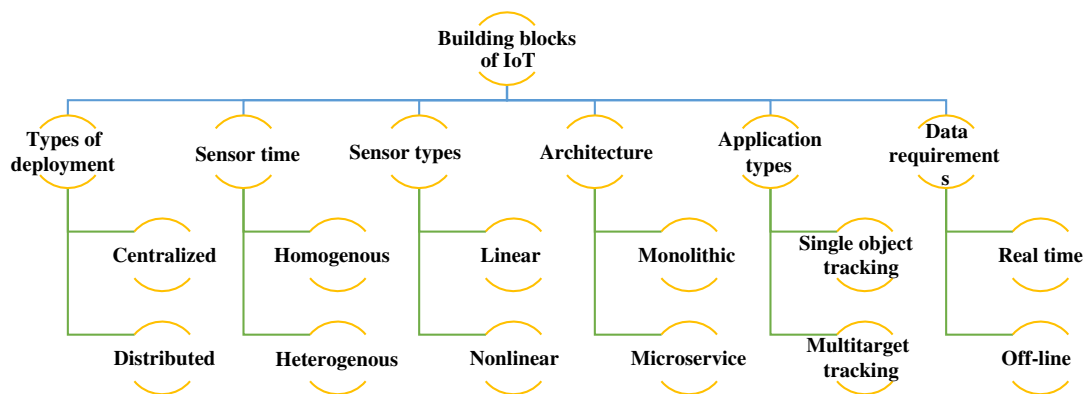 Building blocks
of IoT
Types of
deployment
Sensor time
Sensor types
Architecture
Application
types
Data
requirement
s
Centralized
Homogenous
Linear
Monolithic
Single object
tracking
Real time
Distributed
Heterogenous
Nonlinear
Microservice
Multitarget
tracking
Off-line